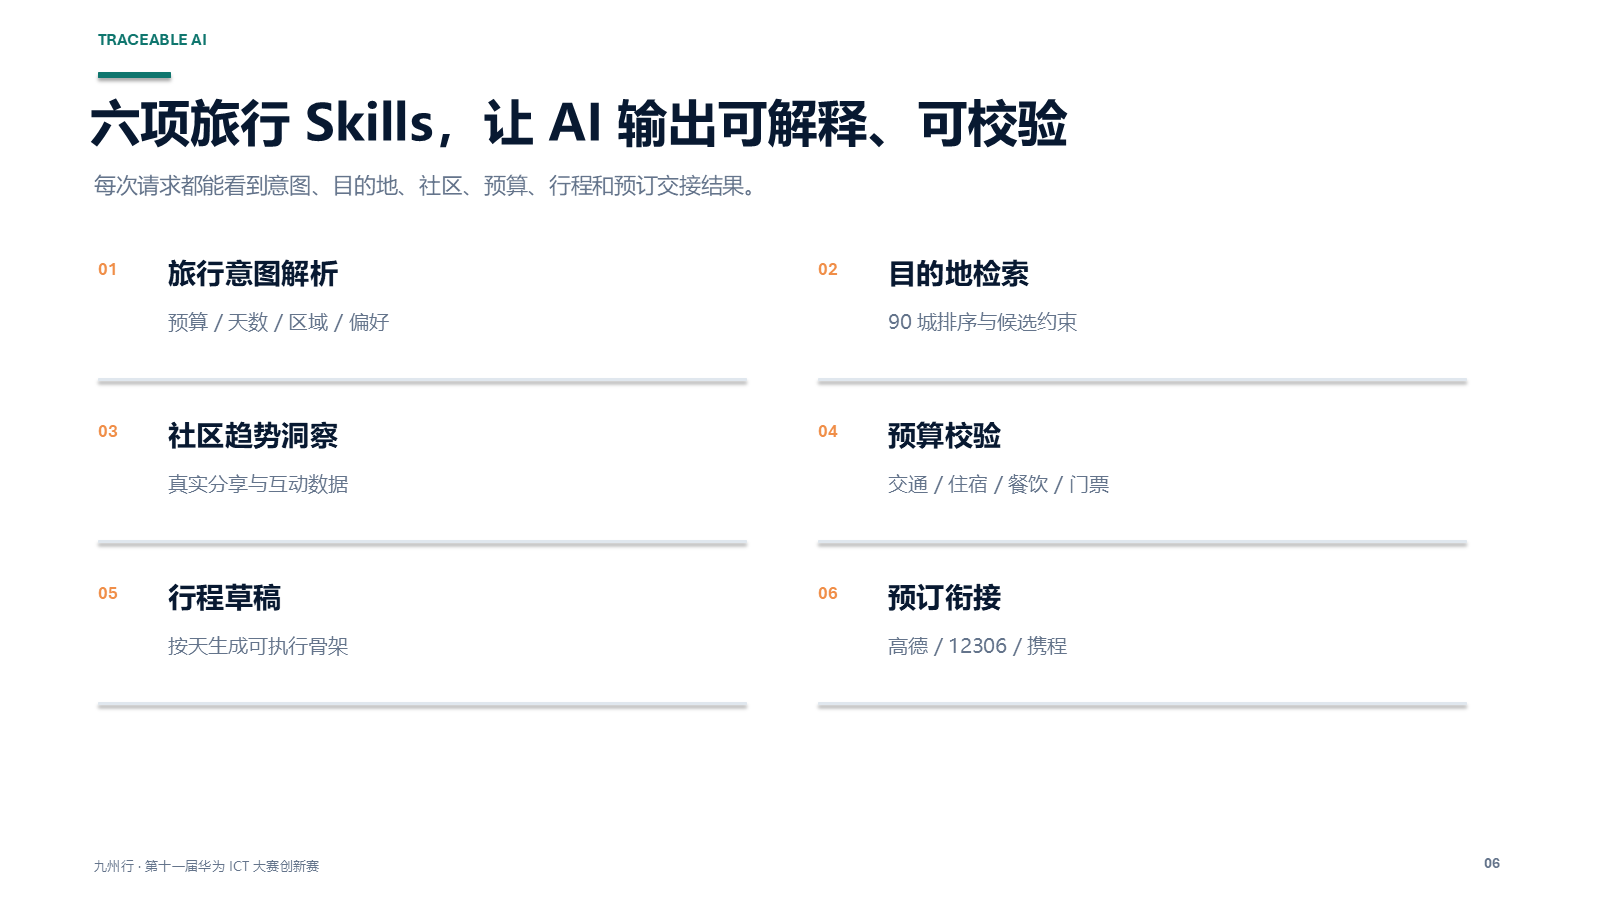 TRACEABLE AI
六项旅行 Skills，让 AI 输出可解释、可校验
每次请求都能看到意图、目的地、社区、预算、行程和预订交接结果。
01
旅行意图解析
预算 / 天数 / 区域 / 偏好
02
目的地检索
90 城排序与候选约束
03
社区趋势洞察
真实分享与互动数据
04
预算校验
交通 / 住宿 / 餐饮 / 门票
05
行程草稿
按天生成可执行骨架
06
预订衔接
高德 / 12306 / 携程
九州行 · 第十一届华为 ICT 大赛创新赛
06